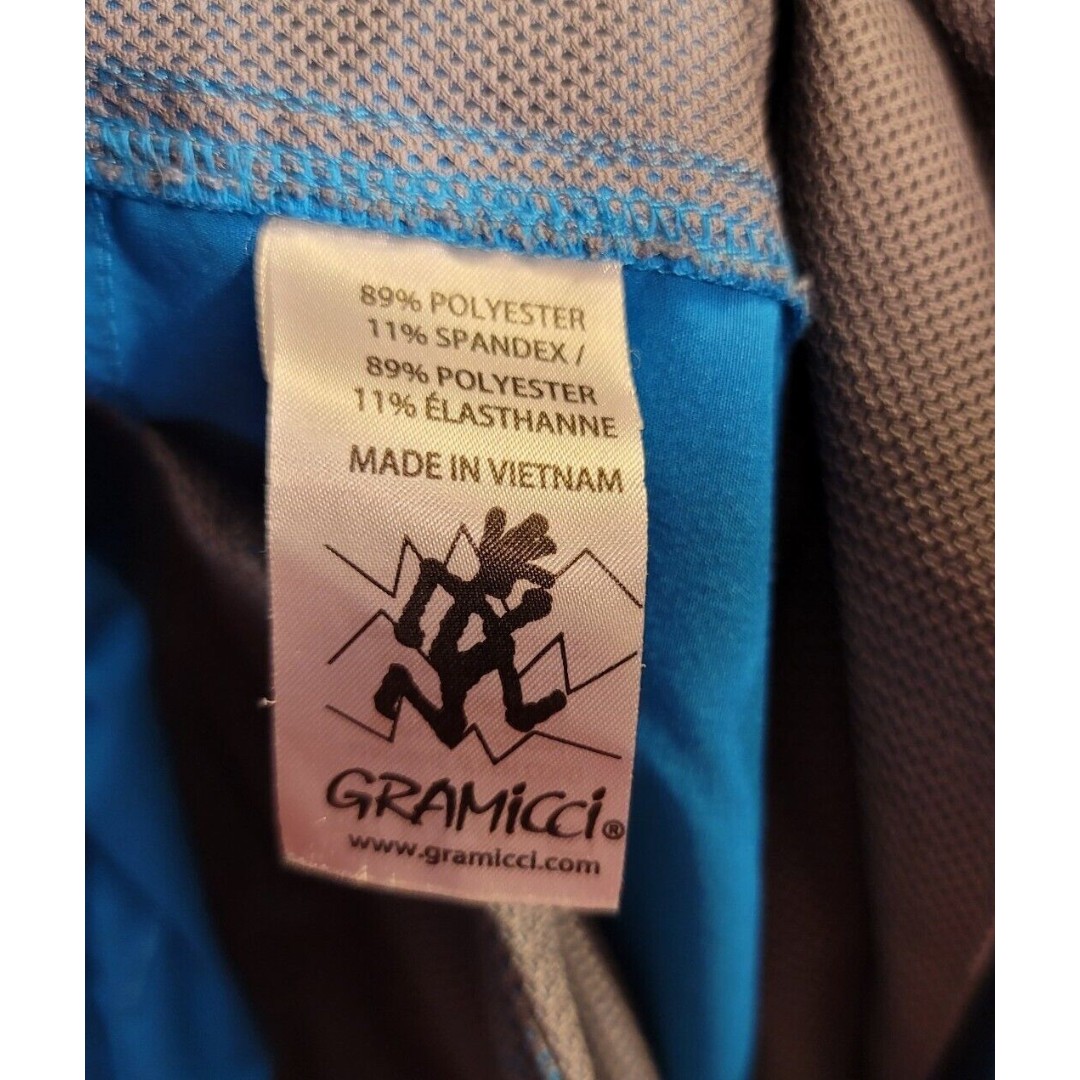 89% POLYESTER
11% SPANDEX /
89% POLYESTER
11% ÉLASTHANNE
MADE IN VIETNAM
GRAMiCCi®
www.gramicci.com